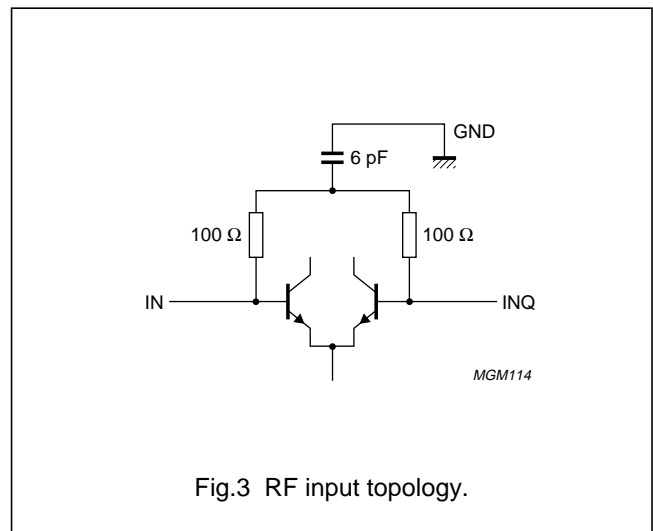 GND
6 pF
100 Ω 100 Ω
IN INQ
MGM114
Fig.3 RF input topology.